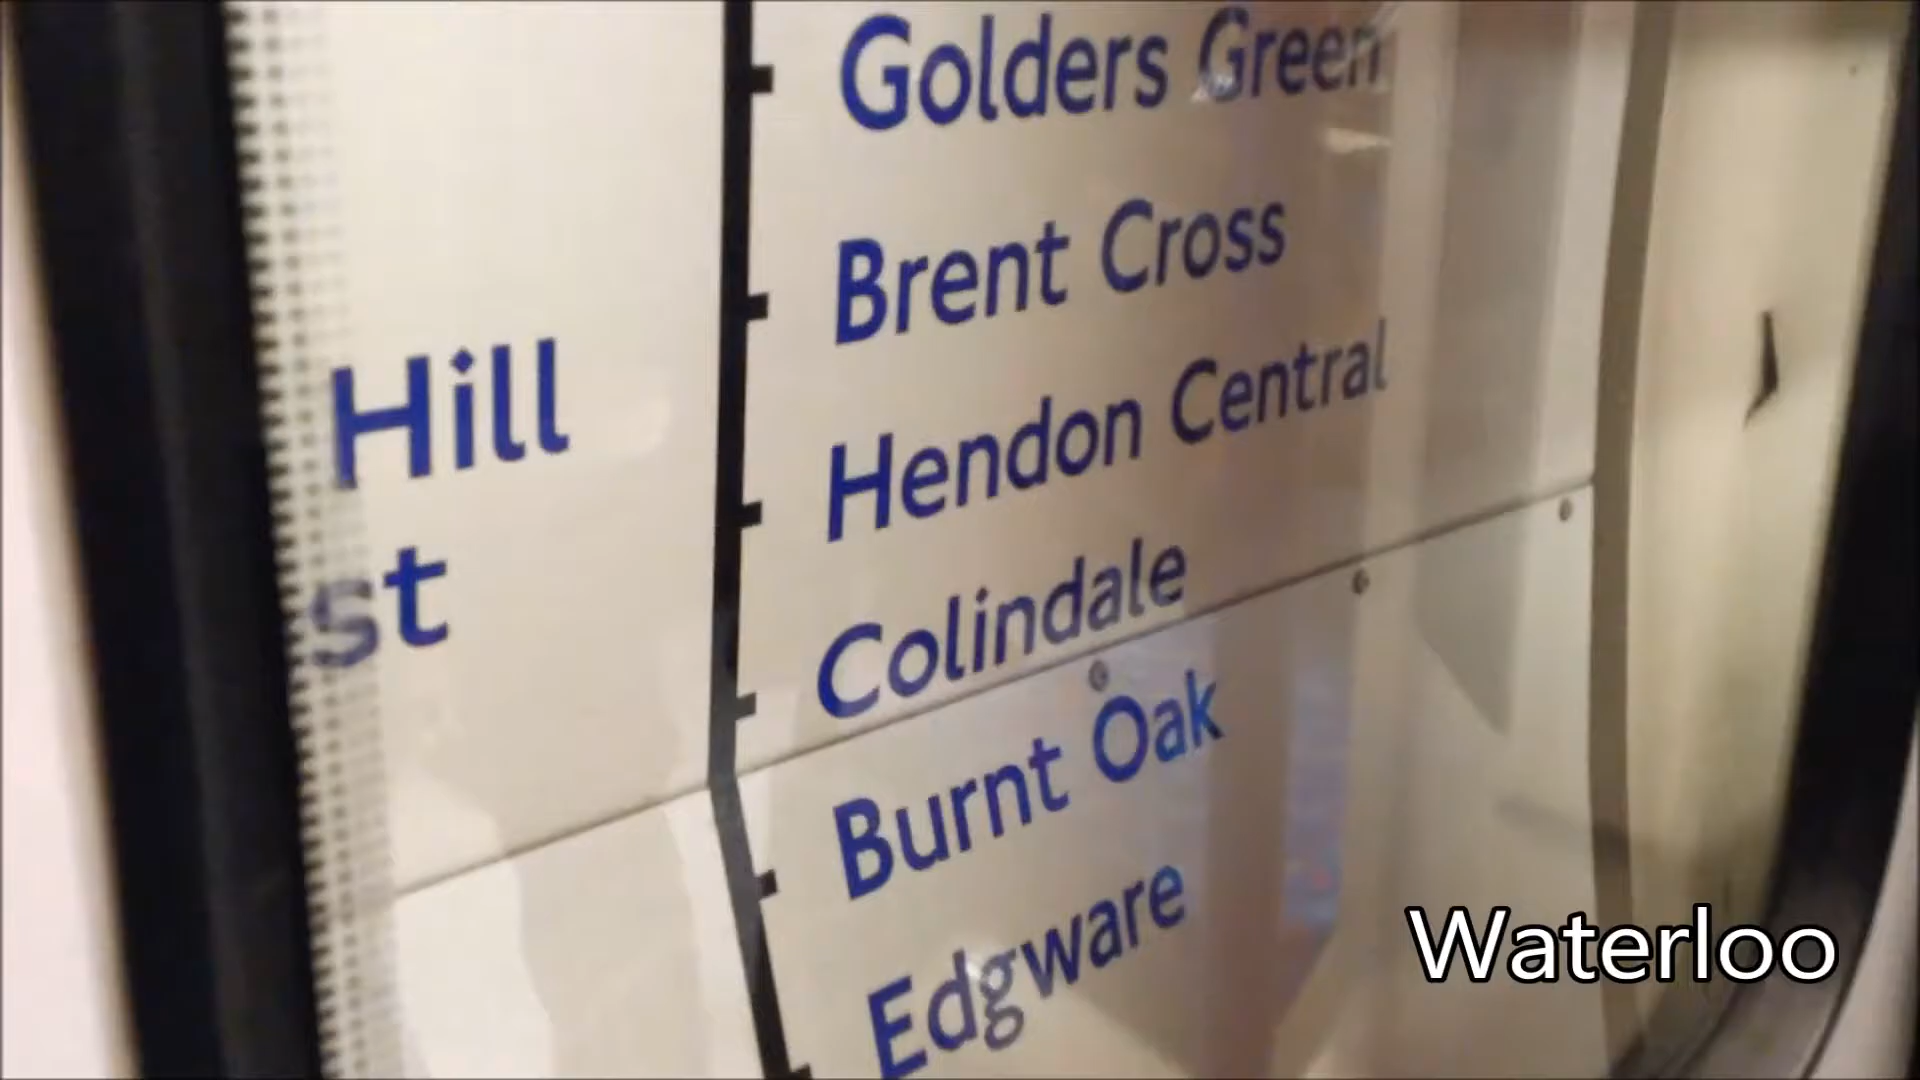 Hill
st
Golders Green
Brent Cross
Hendon Central
Colindale
Burnt Oak
Edgware
Waterloo